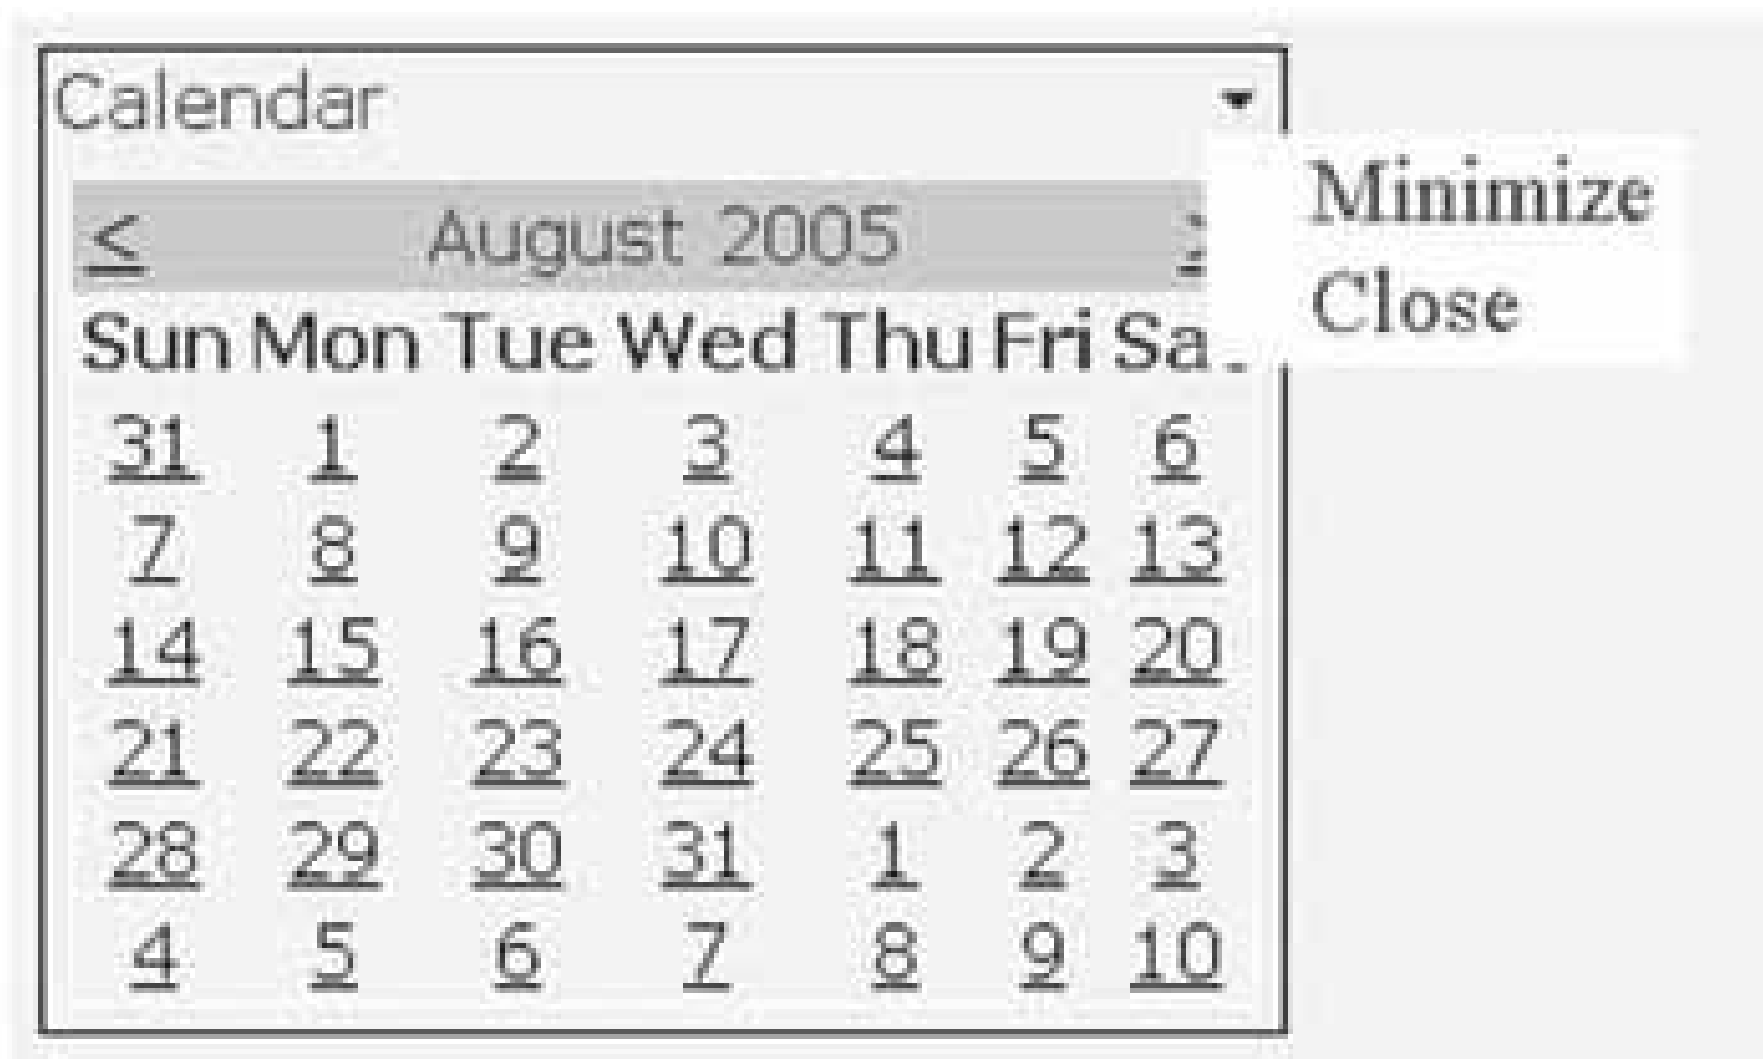 Calendar
Minimize
< August 2005
Close
Sun Mon Tue Wed Thu Fri
31 1 2 3 4 5 6
7 8 9 10 11 12 13
14 15 16 17 18 19 20
21 22 23 24 25 26 27
28 29 30 31 1 2 3
4 5 6 7 8 9 10